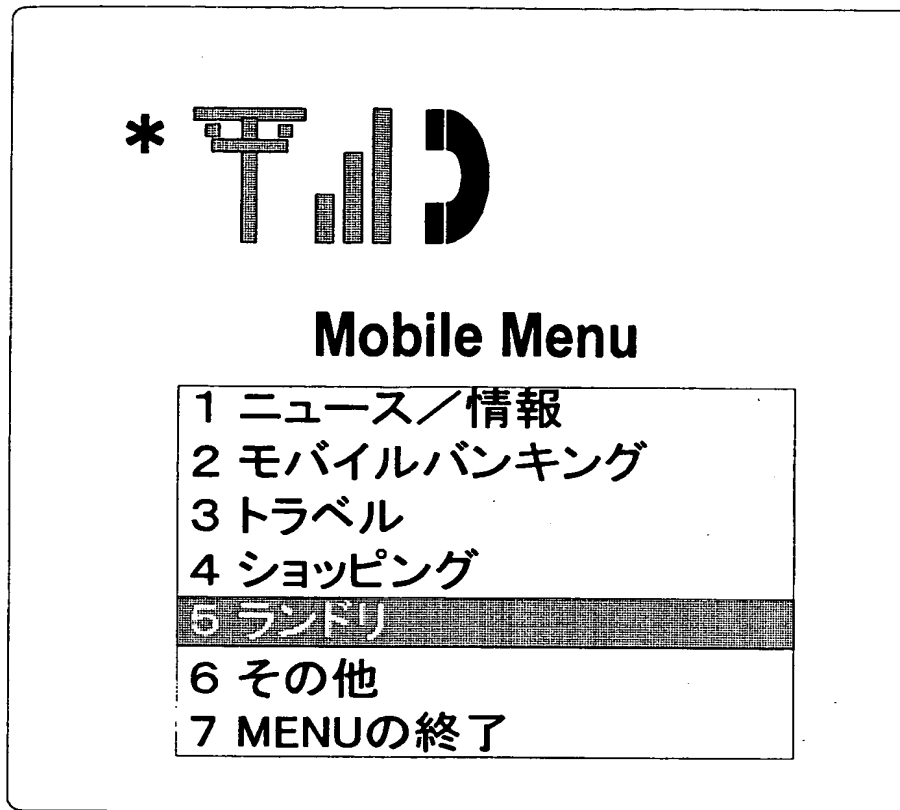 *
Mobile Menu
1 ニュース／情報
2 モバイルバンキング
3 トラベル
4 ショッピング
5 ランドリ
6 その他
7 MENUの終了